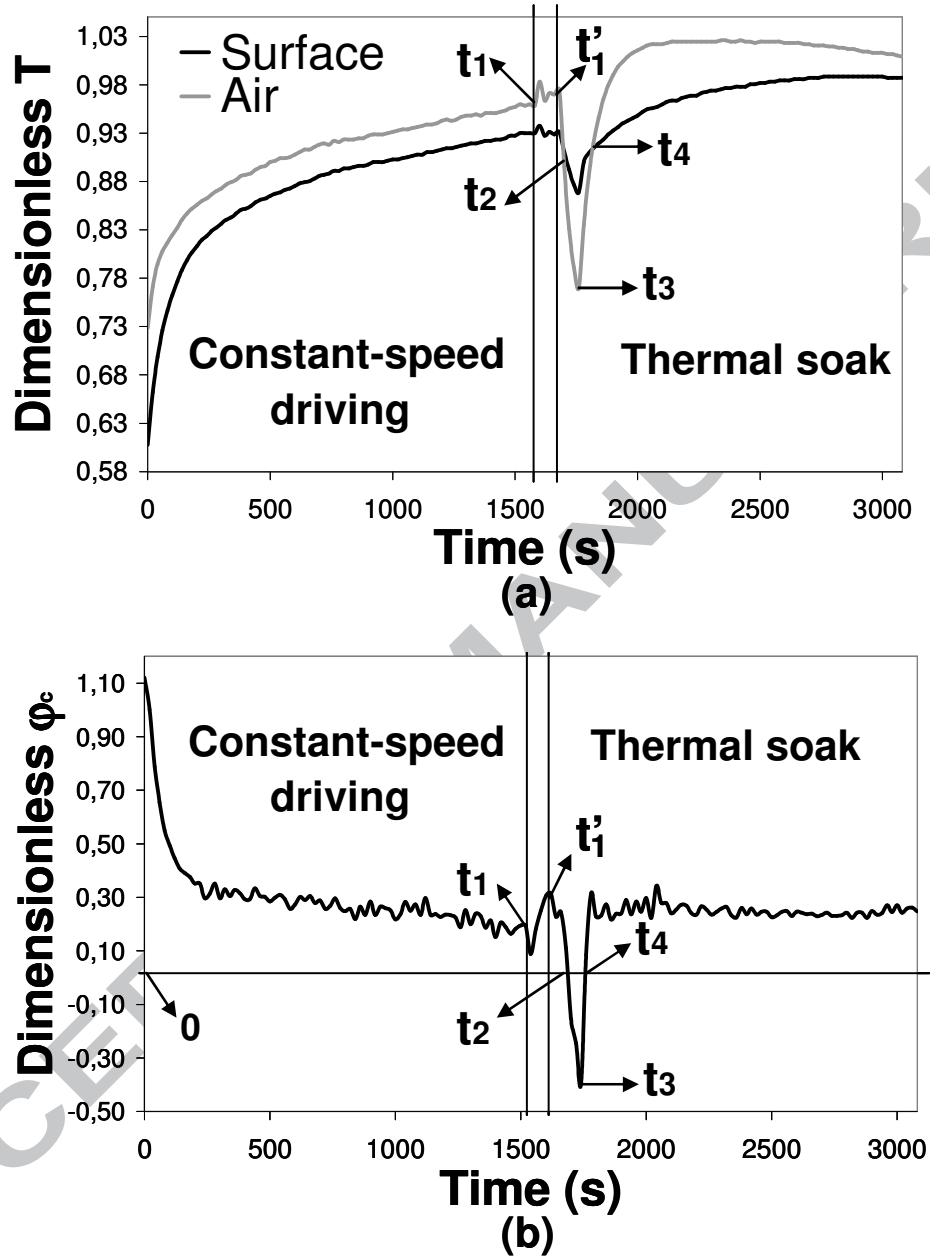 Dimensionless T
1,03
0,98
0,93
0,88
0,83
0,78
0,73
0,68
0,63
0,58
Surface
Air
t1
t'1
t2
t4
t3
Constant-speed
driving
Thermal soak
0 500 1000 1500 2000 2500 3000
Time (s)
(a)
Dimensionless φc
1,10
0,90
0,70
0,50
0,30
0,10
-0,10
-0,30
-0,50
Constant-speed
driving
Thermal soak
t1
t'1
t4
0
t2
t3
0 500 1000 1500 2000 2500 3000
Time (s)
(b)